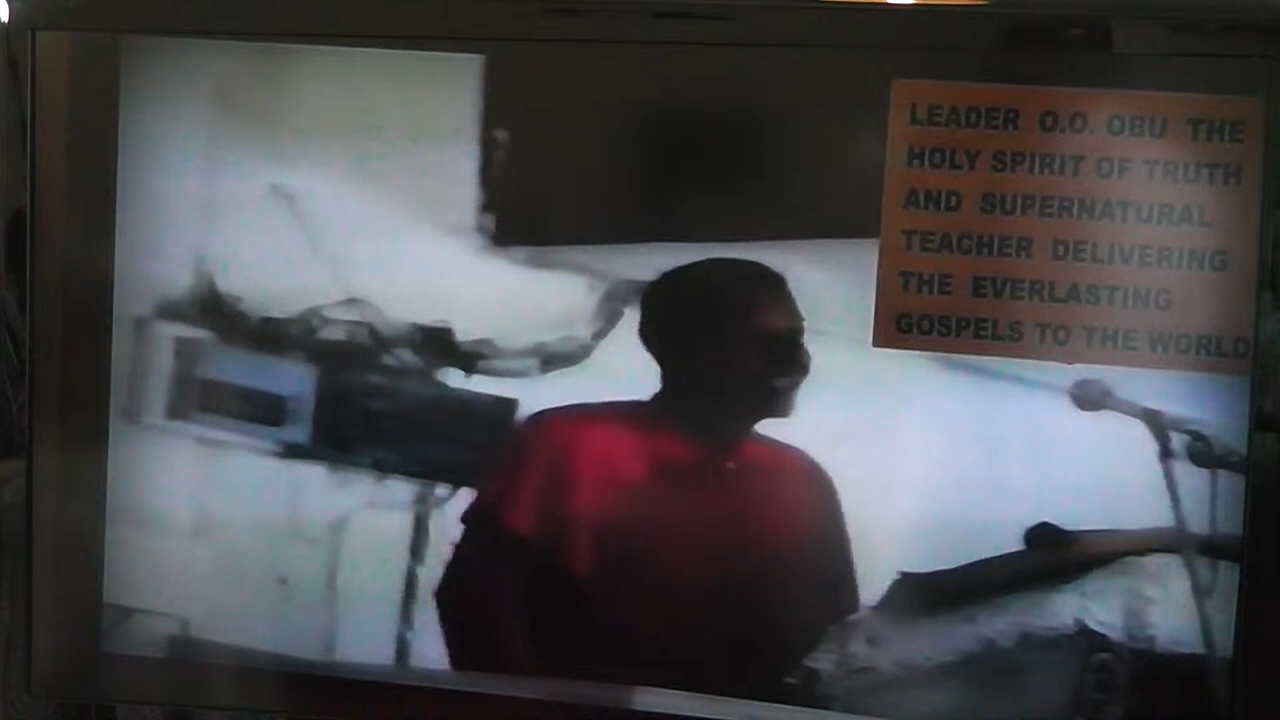 LEADER O.O. OBU THE
HOLY SPIRIT OF TRUTH
AND SUPERNATURAL
TEACHER DELIVERING
THE EVERLASTING
GOSPELS TO THE WORLD